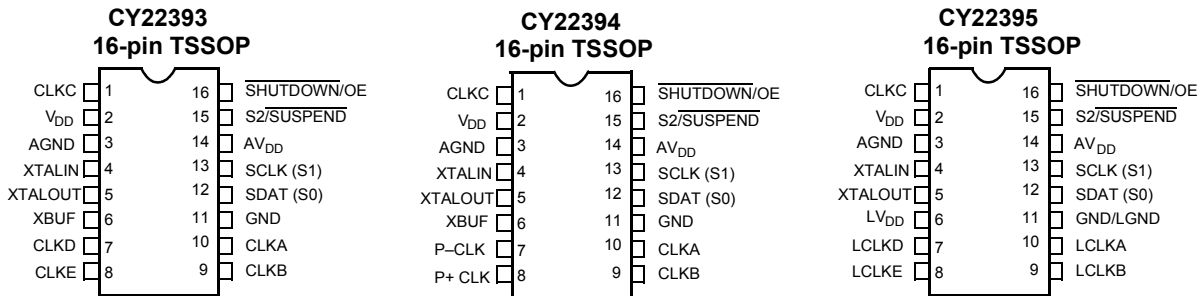 CY22393
16-pin TSSOP
CLKC 1 16 SHUTDOWN/OE
VDD 2 15 S2/SUSPEND
AGND 3 14 AVDD
XTALIN 4 13 SCLK (S1)
XTALOUT 5 12 SDAT (S0)
XBUF 6 11 GND
CLKD 7 10 CLKA
CLKE 8 9 CLKB
CY22394
16-pin TSSOP
CLKC 1 16 SHUTDOWN/OE
VDD 2 15 S2/SUSPEND
AGND 3 14 AVDD
XTALIN 4 13 SCLK (S1)
XTALOUT 5 12 SDAT (S0)
XBUF 6 11 GND
P–CLK 7 10 CLKA
P+ CLK 8 9 CLKB
CY22395
16-pin TSSOP
CLKC 1 16 SHUTDOWN/OE
VDD 2 15 S2/SUSPEND
AGND 3 14 AVDD
XTALIN 4 13 SCLK (S1)
XTALOUT 5 12 SDAT (S0)
LVDD 6 11 GND/LGND
LCLKD 7 10 LCLKA
LCLKE 8 9 LCLKB